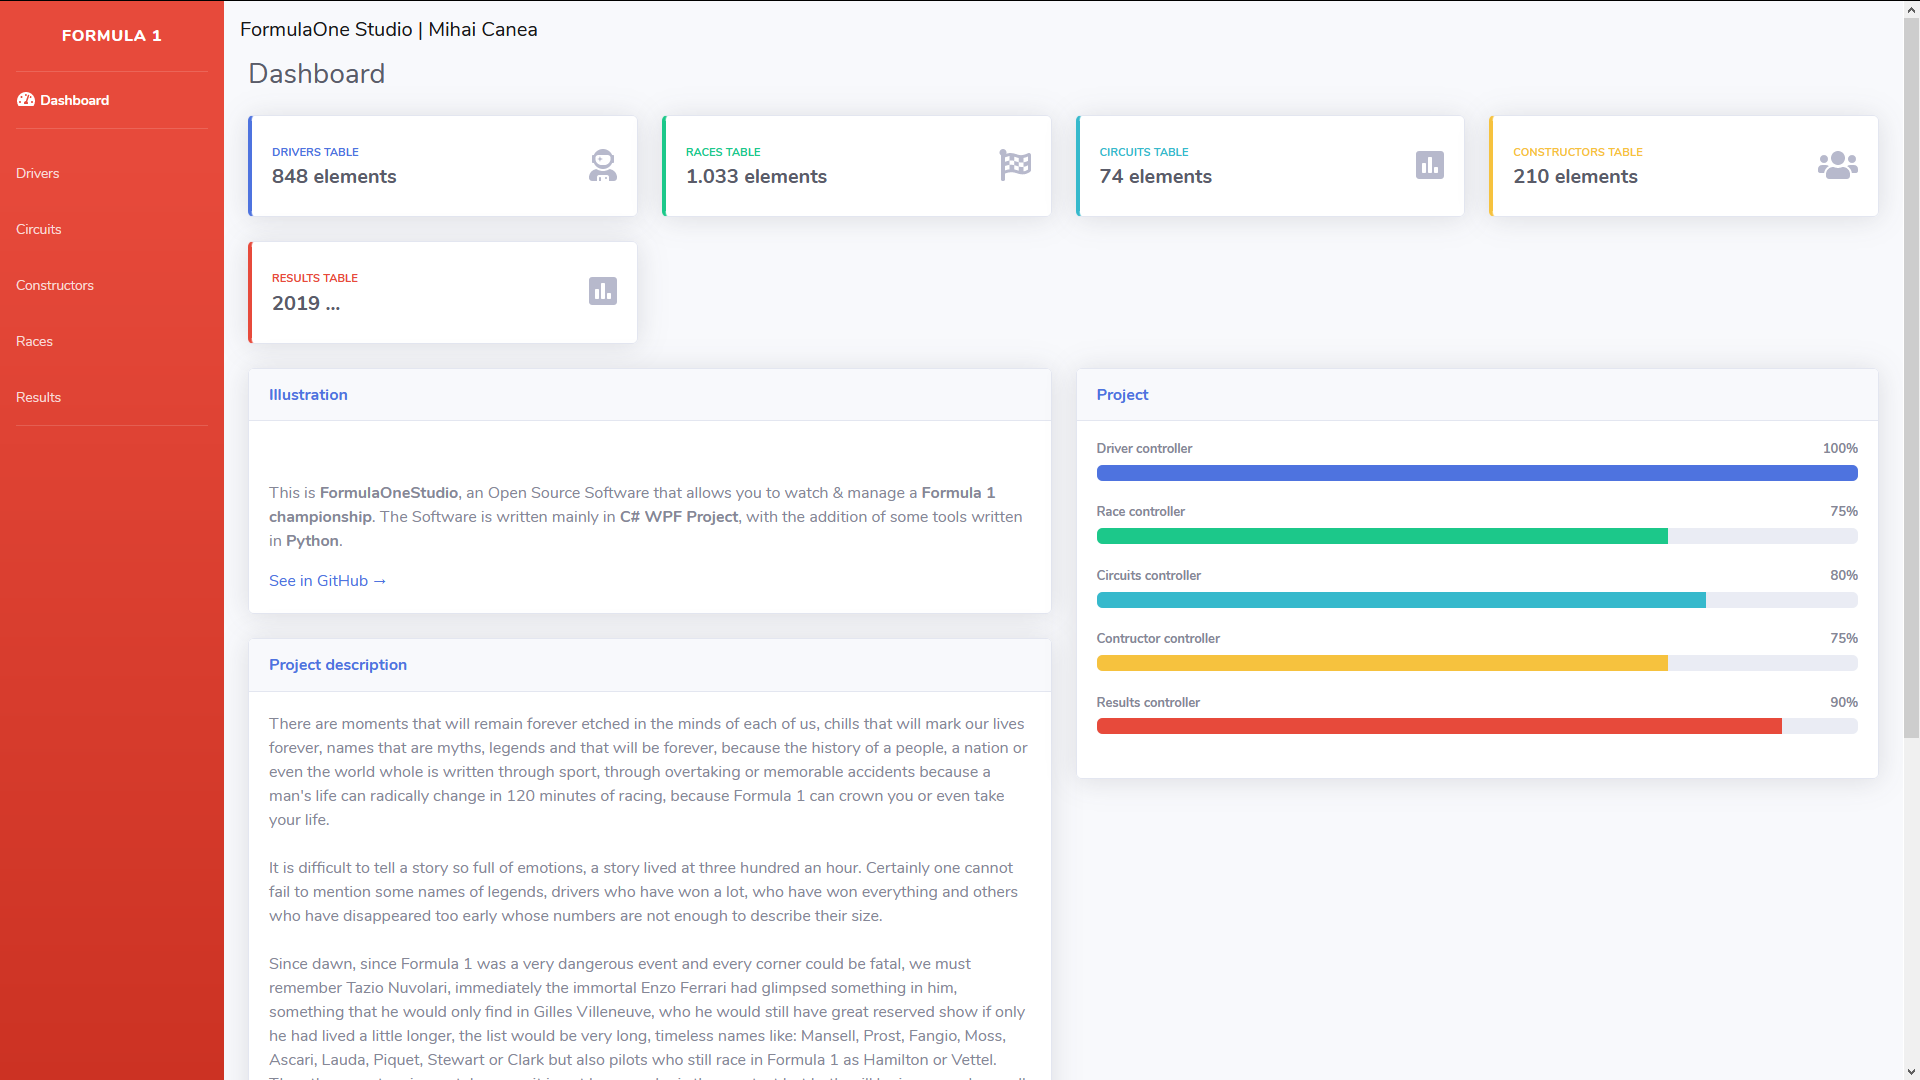 FORMULA 1
Dashboard
Drivers
Circuits
Constructors
Races
Results
FormulaOne Studio | Mihai Canea
Dashboard
DRIVERS TABLE
848 elements
RACES TABLE
1.033 elements
CIRCUITS TABLE
74 elements
CONSTRUCTORS TABLE
210 elements
RESULTS TABLE
2019 ...
Illustration
This is FormulaOneStudio, an Open Source Software that allows you to watch & manage a Formula 1
championship. The Software is written mainly in C# WPF Project, with the addition of some tools written
in Python.
See in GitHub →
Project description
There are moments that will remain forever etched in the minds of each of us, chills that will mark our lives
forever, names that are myths, legends and that will be forever, because the history of a people, a nation or
even the world whole is written through sport, through overtaking or memorable accidents because a
man's life can radically change in 120 minutes of racing, because Formula 1 can crown you or even take
your life.
It is difficult to tell a story so full of emotions, a story lived at three hundred an hour. Certainly one cannot
fail to mention some names of legends, drivers who have won a lot, who have won everything and others
who have disappeared too early whose numbers are not enough to describe their size.
Since dawn, since Formula 1 was a very dangerous event and every corner could be fatal, we must
remember Tazio Nuvolari, immediately the immortal Enzo Ferrari had glimpsed something in him,
something that he would only find in Gilles Villeneuve, who he would still have great reserved show if only
he had lived a little longer, the list would be very long, timeless names like: Mansell, Prost, Fangio, Moss,
Ascari, Lauda, Piquet, Stewart or Clark but also pilots who still race in Formula 1 as Hamilton or Vettel.
Project
Driver controller 100%
Race controller 75%
Circuits controller 80%
Contructor controller 75%
Results controller 90%